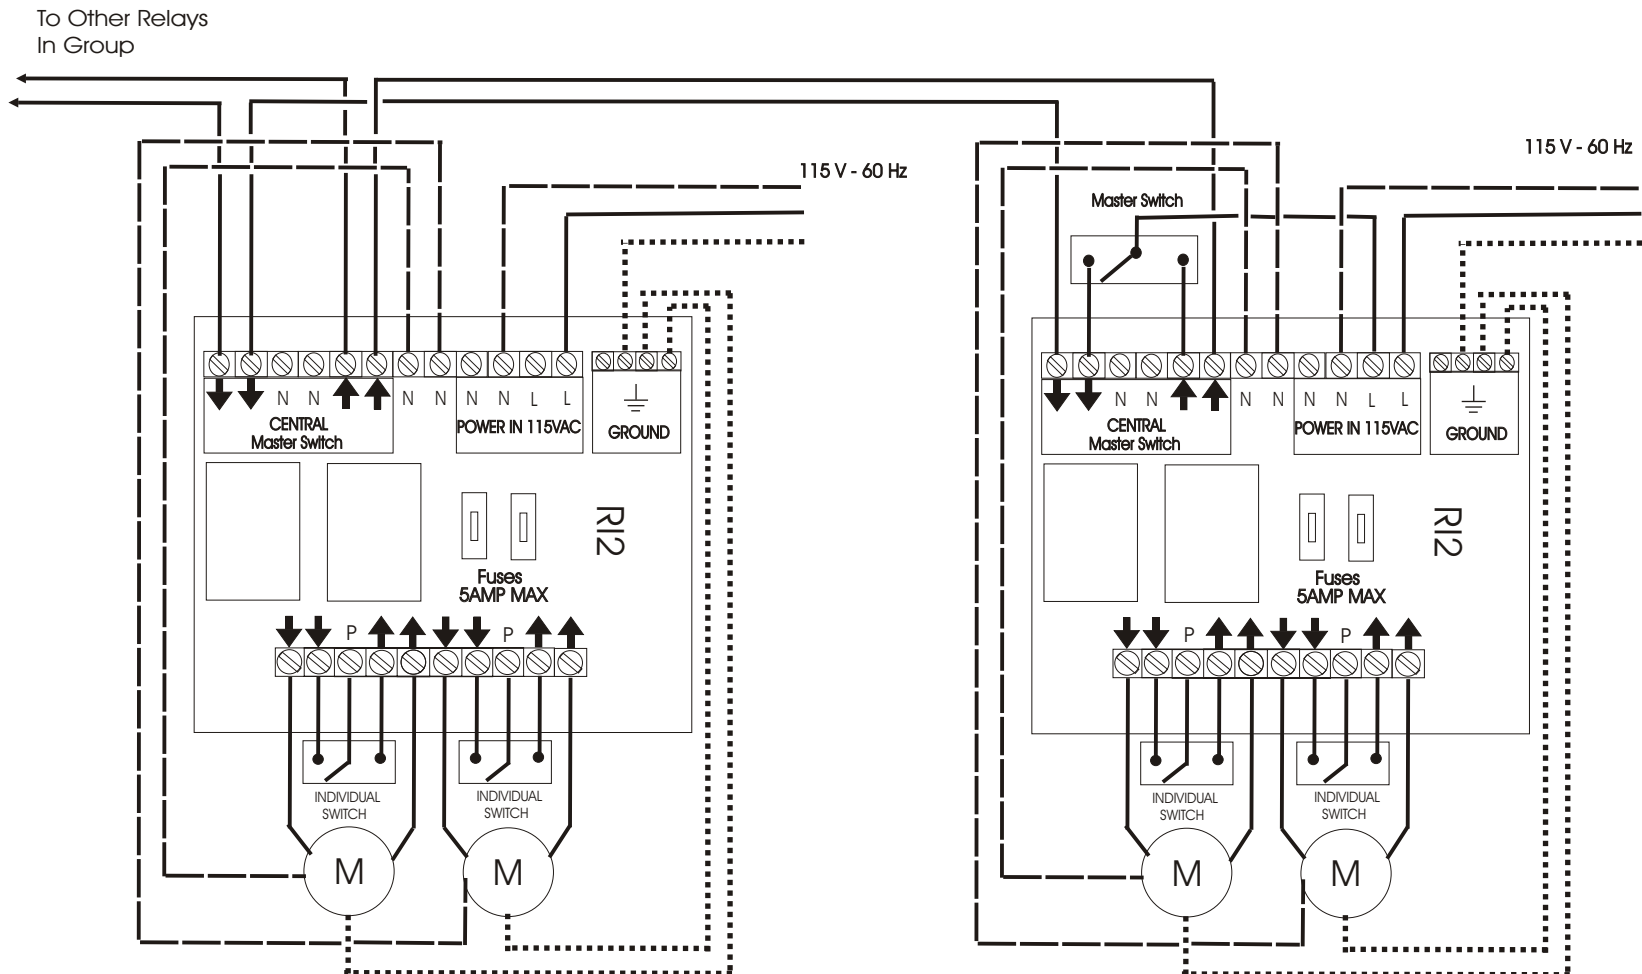 To Other Relays
In Group
115 V - 60 Hz
N N N N N N L L
CENTRAL
Master Switch
POWER IN 115VAC
GROUND
RI2
Fuses
5AMP MAX
P P
INDIVIDUAL
SWITCH
INDIVIDUAL
SWITCH
M M
115 V - 60 Hz
Master Switch
N N N N N N L L
CENTRAL
Master Switch
POWER IN 115VAC
GROUND
RI2
Fuses
5AMP MAX
P P
INDIVIDUAL
SWITCH
INDIVIDUAL
SWITCH
M M